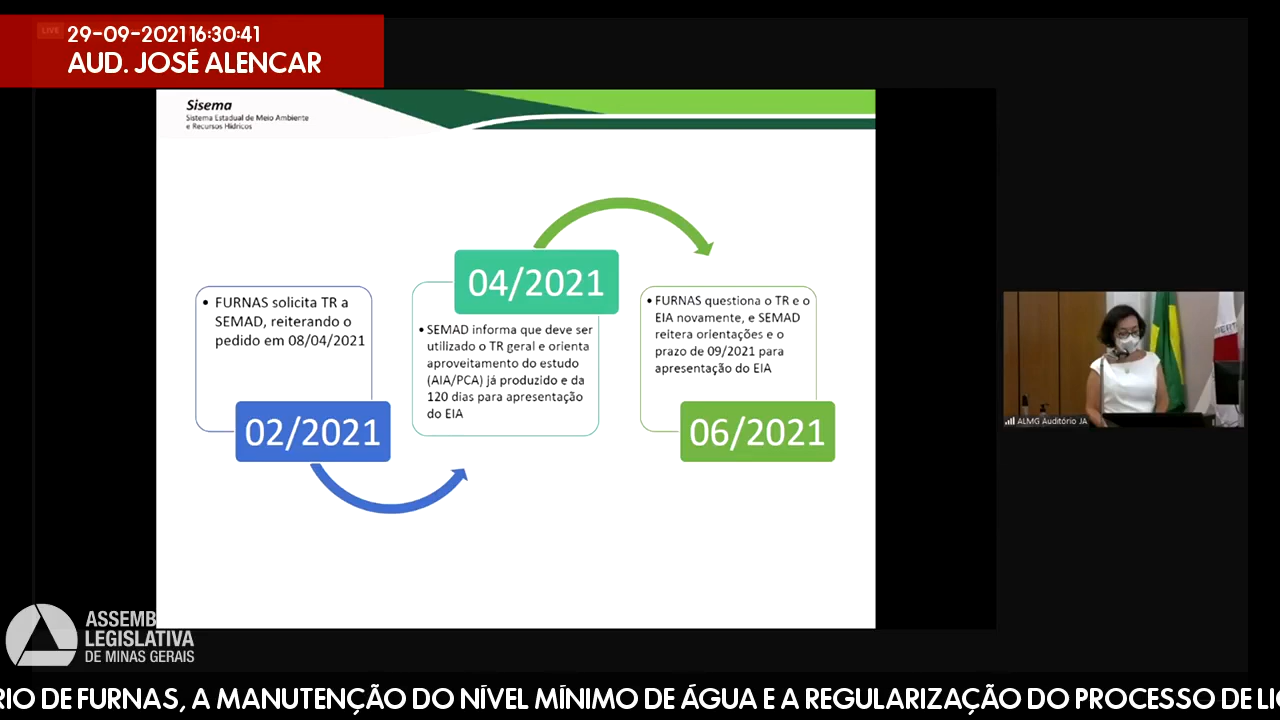 LIVE
29-09-2021 16:30:41
AUD. JOSÉ ALENCAR
Sisema
Sistema Estadual de Meio Ambiente
e Recursos Hídricos
• FURNAS solicita TR a
SEMAD, reiterando o
pedido em 08/04/2021
02/2021
04/2021
• SEMAD informa que deve ser
utilizado o TR geral e orienta
aproveitamento do estudo
(AIA/PCA) já produzido e da
120 dias para apresentação
do EIA
• FURNAS questiona o TR e o
EIA novamente, e SEMAD
reitera orientações e o
prazo de 09/2021 para
apresentação do EIA
06/2021
ALMG Auditório JA
ASSEMB
LEGISLATIVA
DE MINAS GERAIS
RIO DE FURNAS, A MANUTENÇÃO DO NÍVEL MÍNIMO DE ÁGUA E A REGULARIZAÇÃO DO PROCESSO DE LI